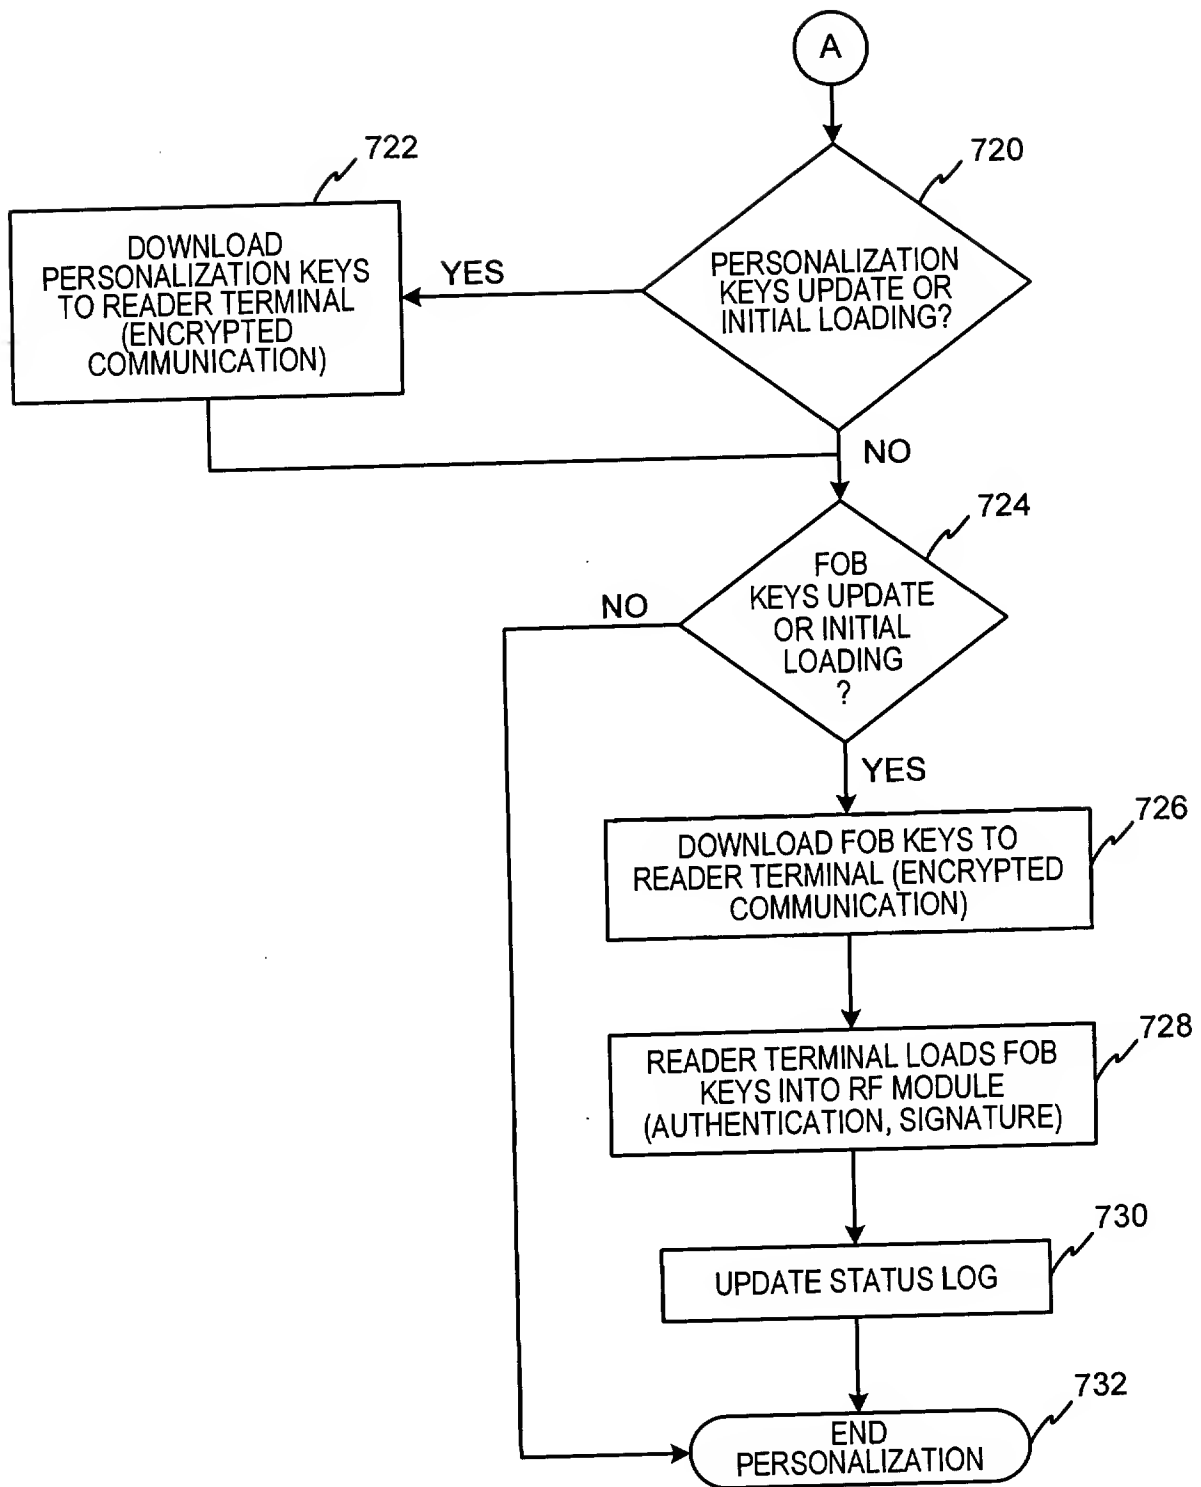 A
720
PERSONALIZATION
KEYS UPDATE OR
INITIAL LOADING?
YES
722
DOWNLOAD
PERSONALIZATION KEYS
TO READER TERMINAL
(ENCRYPTED
COMMUNICATION)
NO
724
FOB
KEYS UPDATE
OR INITIAL
LOADING
?
NO
YES
726
DOWNLOAD FOB KEYS TO
READER TERMINAL (ENCRYPTED
COMMUNICATION)
728
READER TERMINAL LOADS FOB
KEYS INTO RF MODULE
(AUTHENTICATION, SIGNATURE)
730
UPDATE STATUS LOG
732
END
PERSONALIZATION